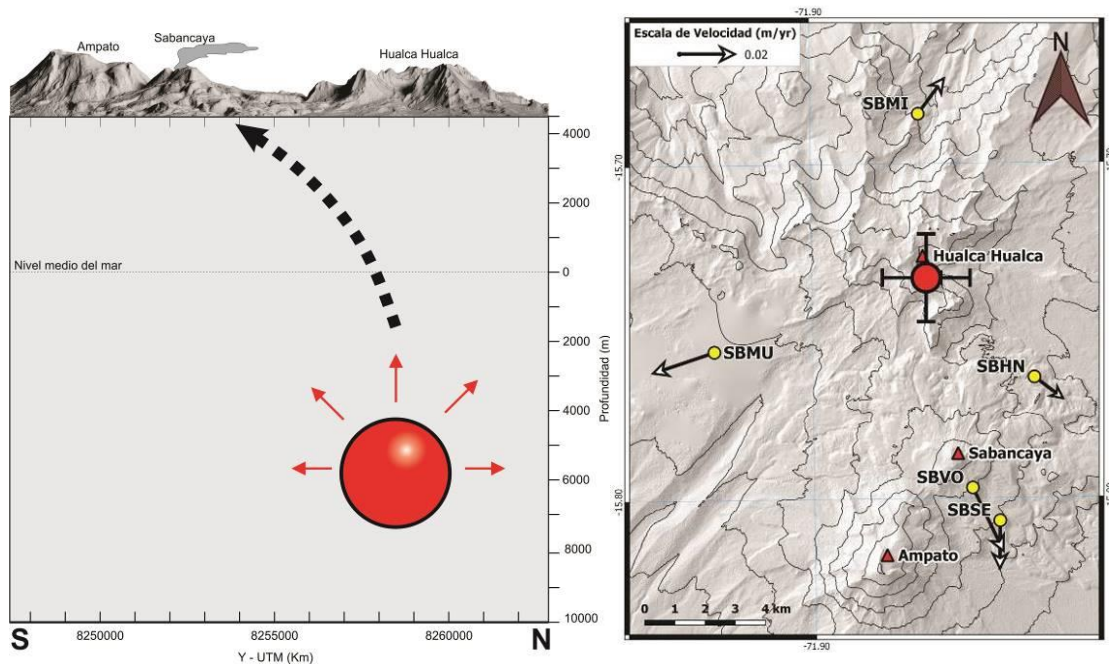 Ampato
Sabancaya
Hualca Hualca
4000
2000
Nivel medio del mar
0
2000
4000
6000
8000
10000
Profundidad (m)
S
8250000
8255000
8260000
N
Y - UTM (Km)
-71.90
Escala de Velocidad (m/yr)
0.02
N
SBMI
-15.70
-15.70
Hualca Hualca
SBMU
SBHN
Sabancaya
SBVO
SBSE
-15.80
Ampato
0 1 2 3 4 km
-71.90